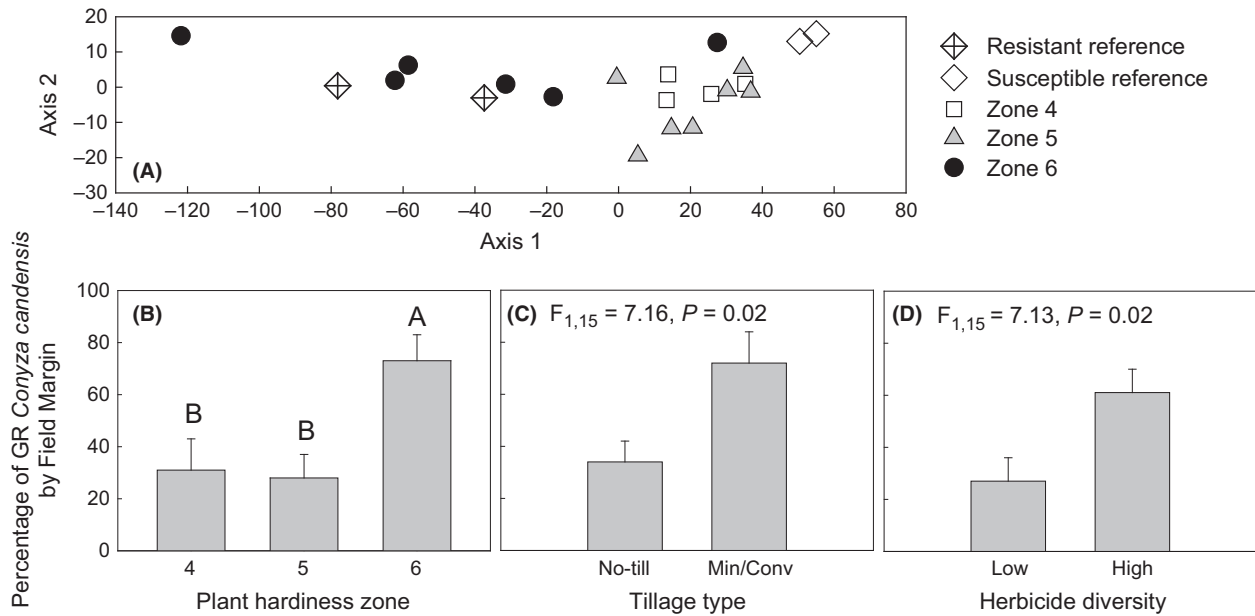 20
10
0
–10
–20
–30
Axis 2
(A)
–140 –120 –100 –80 –60 –40 –20 0 20 40 60 80
Axis 1
Resistant reference
Susceptible reference
Zone 4
Zone 5
Zone 6
Percentage of GR Conyza candensis
by Field Margin
100
80
60
40
20
0
(B)
B
B
A
4 5 6
Plant hardiness zone
(C) F1,15 = 7.16, P = 0.02
No-till Min/Conv
Tillage type
(D) F1,15 = 7.13, P = 0.02
Low High
Herbicide diversity